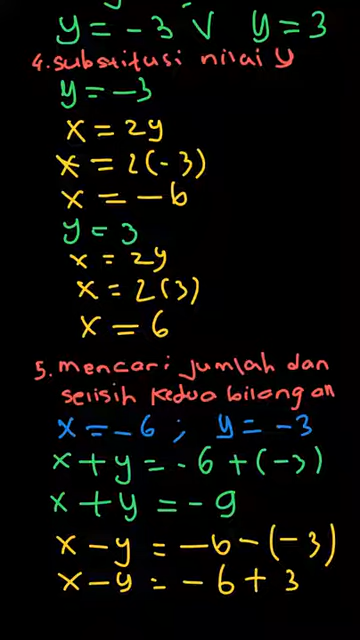 y = -3 V y = 3
4. substitusi nilai y
y = -3
x = 2y
x = 2(-3)
x = -6
y = 3
x = 2y
x = 2(3)
x = 6
5. mencari jumlah dan
selisih kedua bilangan
x = -6 ; y = -3
x + y = -6 + (-3)
x + y = -9
x - y = -6 - (-3)
x - y = -6 + 3